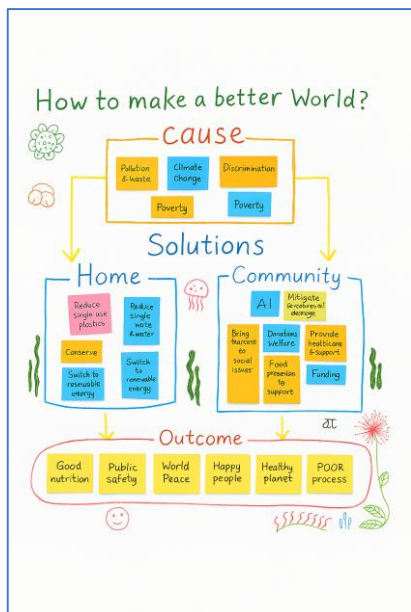 How to make a better World?
cause
Pollution
& waste
Climate
Change
Discrimination
Poverty
Poverty
Solutions
Home
Reduce
single use
plastics
Reduce
single
& water
Conserve
Switch to
renewable
energy
Switch to
renewable
energy
Community
AI
Mitigate
damage
Bring
to
social
issues
Donations
Welfare
Provide
healthcare
& support
Food
to
support
Funding
Outcome
Good
nutrition
Public
safety
World
Peace
Happy
people
Healthy
planet
POOR
process